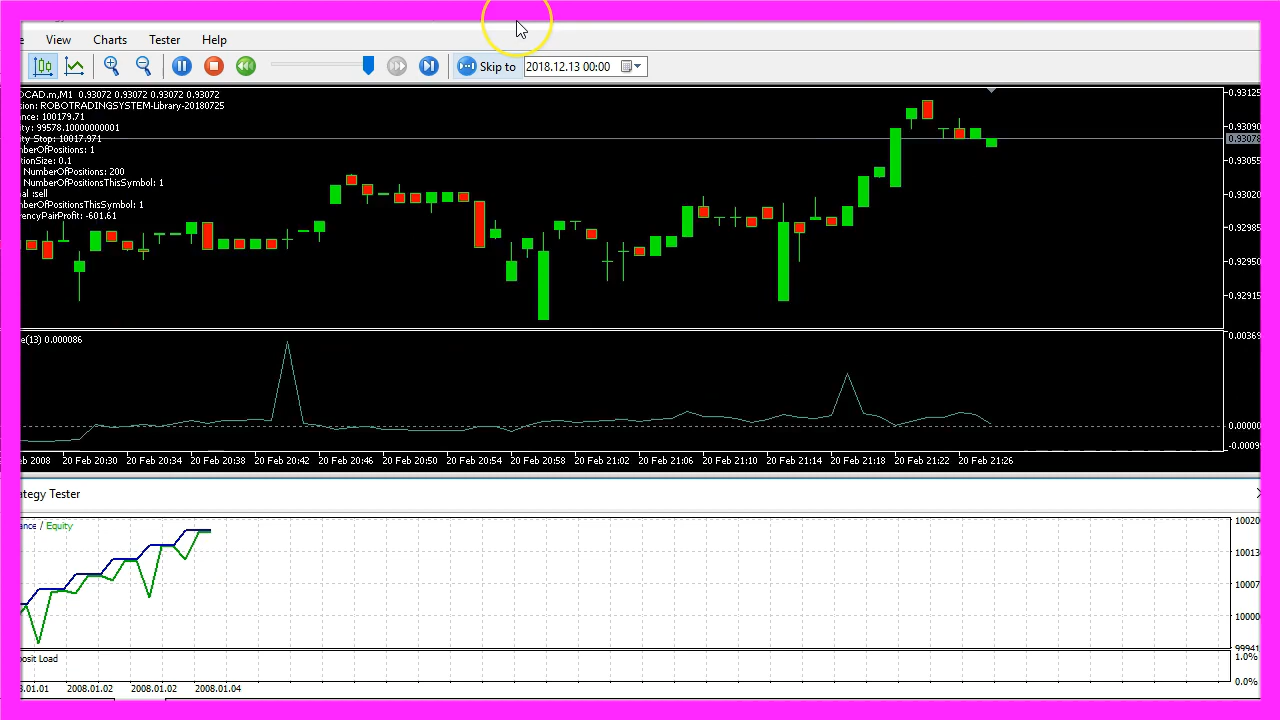 e View Charts Tester Help
Skip to 2018.12.13 00:00
OCAD.m,M1 0.93072 0.93072 0.93072 0.93072
sion: ROBOTRADINGSYSTEM-Library-20180725
ance: 100179.71
ity: 99578.10000000001
ity Stop: 10017.971
mberOfPositions: 1
itionSize: 0.1
NumberOfPositions: 200
NumberOfPositionsThisSymbol: 1
nal :sell
mberOfPositionsThisSymbol: 1
rencyPairProfit: -601.61
0.93125
0.93090
0.93078
0.93055
0.93020
0.92985
0.92950
0.92915
e(13) 0.000086
0.00369
0.00000
-0.0009
b 2008 20 Feb 20:30 20 Feb 20:34 20 Feb 20:38 20 Feb 20:42 20 Feb 20:46 20 Feb 20:50 20 Feb 20:54 20 Feb 20:58 20 Feb 21:02 20 Feb 21:06 20 Feb 21:10 20 Feb 21:14 20 Feb 21:18 20 Feb 21:22 20 Feb 21:26
ategy Tester
ance / Equity
10020
10013
10007
10000
99941
posit Load
1.0%
0.0%
8.01.01 2008.01.02 2008.01.02 2008.01.04